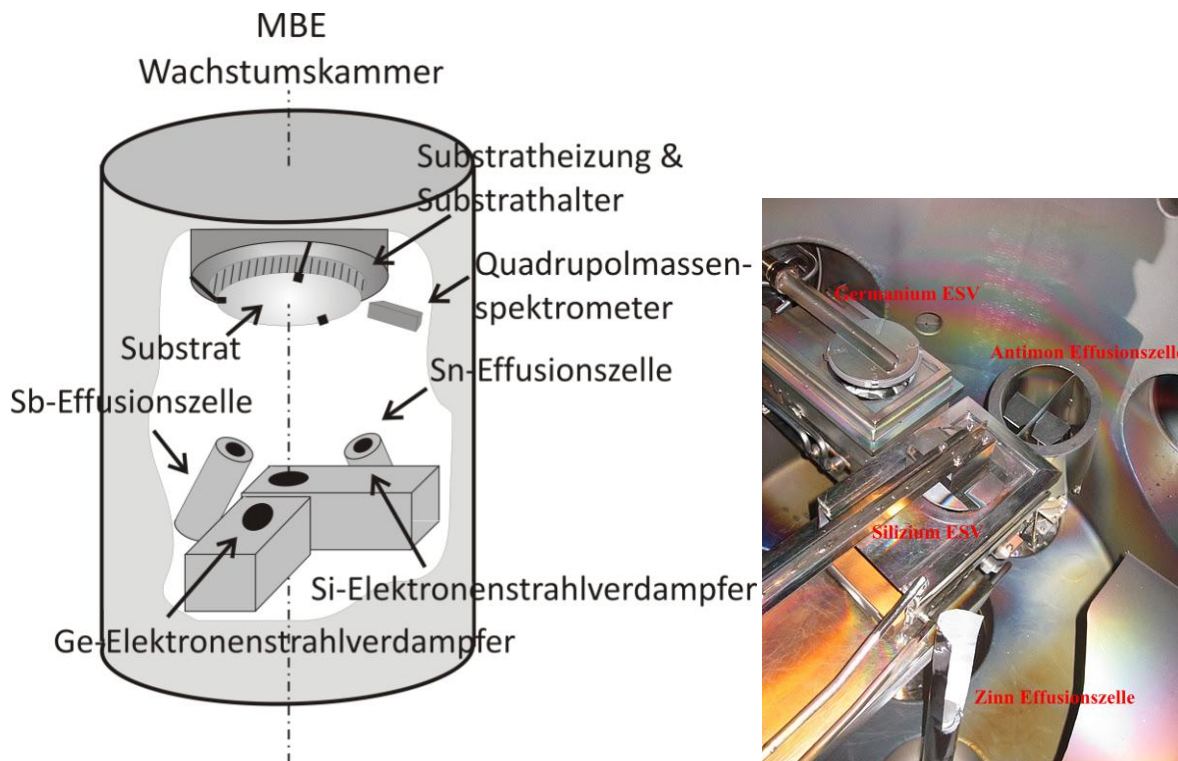 MBE
Wachstumskammer
Substratheizung &
Substrathalter
Quadrupolmassen-
spektrometer
Substrat
Sn-Effusionszelle
Sb-Effusionszelle
Si-Elektronenstrahlverdampfer
Ge-Elektronenstrahlverdampfer
Germanium ESV
Antimon Effusionszelle
Silizium ESV
Zinn Effusionszelle